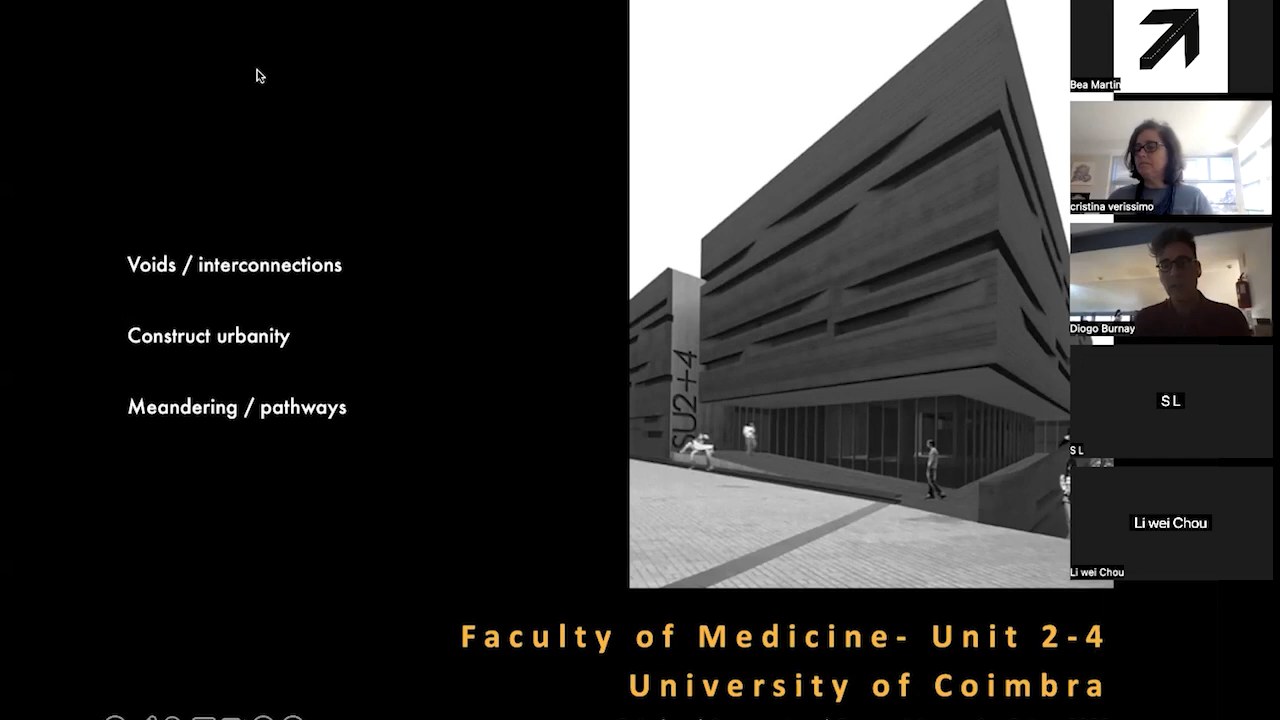 Voids / interconnections
Construct urbanity
Meandering / pathways
SU2+4
Faculty of Medicine- Unit 2-4
University of Coimbra
Bea Martin
cristina verissimo
Diogo Burnay
S L
S L
Li wei Chou
Li wei Chou